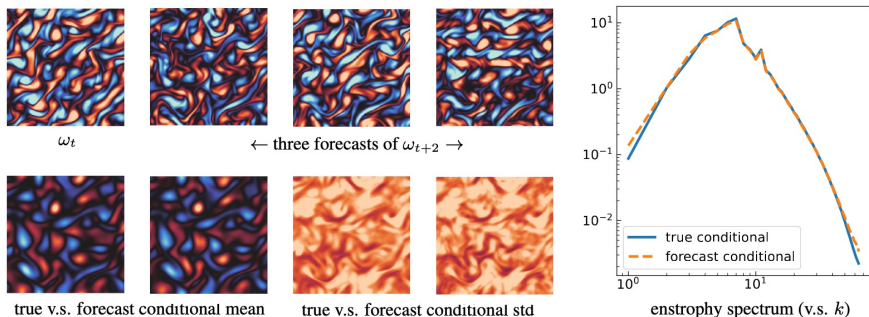 ω_t
← three forecasts of ω_{t+2} →
true v.s. forecast conditional mean
true v.s. forecast conditional std
10^1
10^0
10^{-1}
10^{-2}
true conditional
forecast conditional
10^0
10^1
enstrophy spectrum (v.s. k)